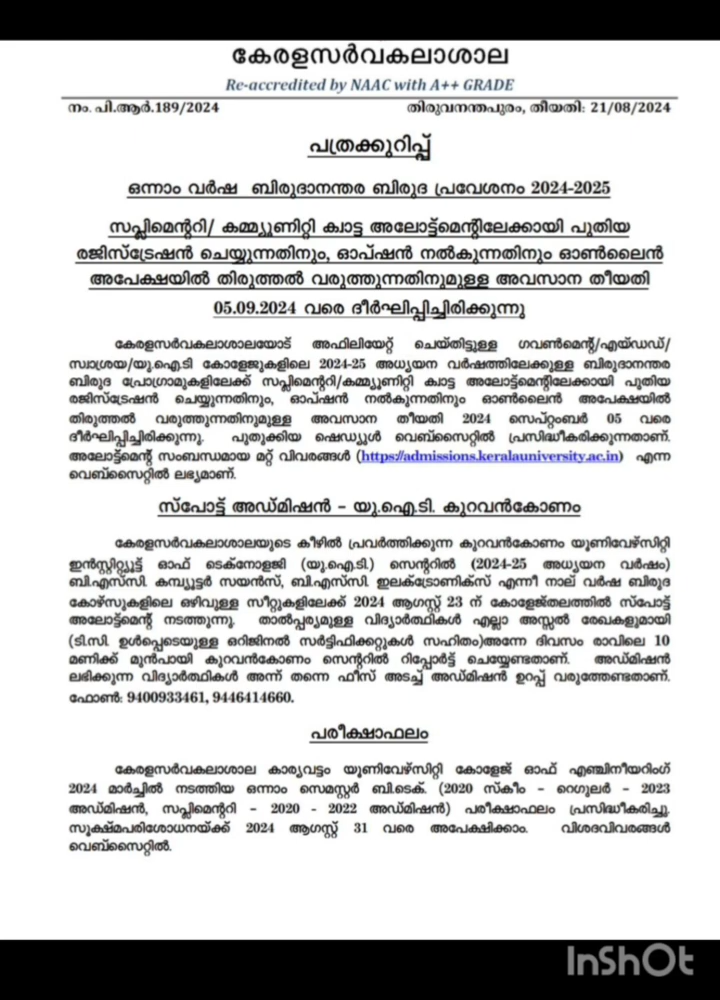 കേരളസർവകലാശാല
Re-accredited by NAAC with A++ GRADE
നം. പി.ആർ.189/2024 തിരുവനന്തപുരം, തീയതി: 21/08/2024
പത്രക്കുറിപ്പ്
ഒന്നാം വർഷ ബിരുദാനന്തര ബിരുദ പ്രവേശനം 2024-2025
സപ്ലിമെന്ററി/ കമ്മ്യൂണിറ്റി ക്വാട്ട അലോട്ട്മെന്റിലേക്കായി പുതിയ
രജിസ്ട്രേഷൻ ചെയ്യുന്നതിനും, ഓപ്ഷൻ നൽകുന്നതിനും ഓൺലൈൻ
അപേക്ഷയിൽ തിരുത്തൽ വരുത്തുന്നതിനുമുള്ള അവസാന തീയതി
05.09.2024 വരെ ദീർഘിപ്പിച്ചിരിക്കുന്നു
കേരളസർവകലാശാലയോട് അഫിലിയേറ്റ് ചെയ്തിട്ടുള്ള ഗവൺമെന്റ്/എയ്ഡഡ്/
സ്വാശ്രയ/യു.ഐ.ടി കോളേജുകളിലെ 2024-25 അധ്യയന വർഷത്തിലേക്കുള്ള ബിരുദാനന്തര
ബിരുദ പ്രോഗ്രാമുകളിലേക്ക് സപ്ലിമെന്ററി/കമ്മ്യൂണിറ്റി ക്വാട്ട അലോട്ട്മെന്റിലേക്കായി പുതിയ
രജിസ്ട്രേഷൻ ചെയ്യുന്നതിനും, ഓപ്ഷൻ നൽകുന്നതിനും ഓൺലൈൻ അപേക്ഷയിൽ
തിരുത്തൽ വരുത്തുന്നതിനുമുള്ള അവസാന തീയതി 2024 സെപ്റ്റംബർ 05 വരെ
ദീർഘിപ്പിച്ചിരിക്കുന്നു. പുതുക്കിയ ഷെഡ്യൂൾ വെബ്സൈറ്റിൽ പ്രസിദ്ധീകരിക്കുന്നതാണ്.
അലോട്ട്മെന്റ് സംബന്ധമായ മറ്റ് വിവരങ്ങൾ (https://admissions.keralauniversity.ac.in) എന്ന
വെബ്സൈറ്റിൽ ലഭ്യമാണ്.
സ്പോട്ട് അഡ്മിഷൻ – യു.ഐ.ടി. കുറവൻകോണം
കേരളസർവകലാശാലയുടെ കീഴിൽ പ്രവർത്തിക്കുന്ന കുറവൻകോണം യൂണിവേഴ്സിറ്റി
ഇൻസ്റ്റിറ്റ്യൂട്ട് ഓഫ് ടെക്നോളജി (യു.ഐ.ടി.) സെന്ററിൽ (2024-25 അധ്യയന വർഷം)
ബി.എസ്.സി. കമ്പ്യൂട്ടർ സയൻസ്, ബി.എസ്.സി. ഇലക്ട്രോണിക്സ് എന്നീ നാല് വർഷ ബിരുദ
കോഴ്സുകളിലെ ഒഴിവുള്ള സീറ്റുകളിലേക്ക് 2024 ആഗസ്റ്റ് 23 ന് കോളേജ്തലത്തിൽ സ്പോട്ട്
അലോട്ട്മെന്റ് നടത്തുന്നു. താൽപ്പര്യമുള്ള വിദ്യാർത്ഥികൾ എല്ലാ അസ്സൽ രേഖകളുമായി
(ടി.സി. ഉൾപ്പെടെയുള്ള ഒറിജിനൽ സർട്ടിഫിക്കറ്റുകൾ സഹിതം)അന്നേ ദിവസം രാവിലെ 10
മണിക്ക് മുൻപായി കുറവൻകോണം സെന്ററിൽ റിപ്പോർട്ട് ചെയ്യേണ്ടതാണ്. അഡ്മിഷൻ
ലഭിക്കുന്ന വിദ്യാർത്ഥികൾ അന്ന് തന്നെ ഫീസ് അടച്ച് അഡ്മിഷൻ ഉറപ്പ് വരുത്തേണ്ടതാണ്.
ഫോൺ: 9400933461, 9446414660.
പരീക്ഷാഫലം
കേരളസർവകലാശാല കാര്യവട്ടം യൂണിവേഴ്സിറ്റി കോളേജ് ഓഫ് എഞ്ചിനീയറിംഗ്
2024 മാർച്ചിൽ നടത്തിയ ഒന്നാം സെമസ്റ്റർ ബി.ടെക്. (2020 സ്കീം – റെഗുലർ – 2023
അഡ്മിഷൻ, സപ്ലിമെന്ററി – 2020 – 2022 അഡ്മിഷൻ) പരീക്ഷാഫലം പ്രസിദ്ധീകരിച്ചു.
സൂക്ഷ്മപരിശോധനയ്ക്ക് 2024 ആഗസ്റ്റ് 31 വരെ അപേക്ഷിക്കാം. വിശദവിവരങ്ങൾ
വെബ്സൈറ്റിൽ.
InShOt